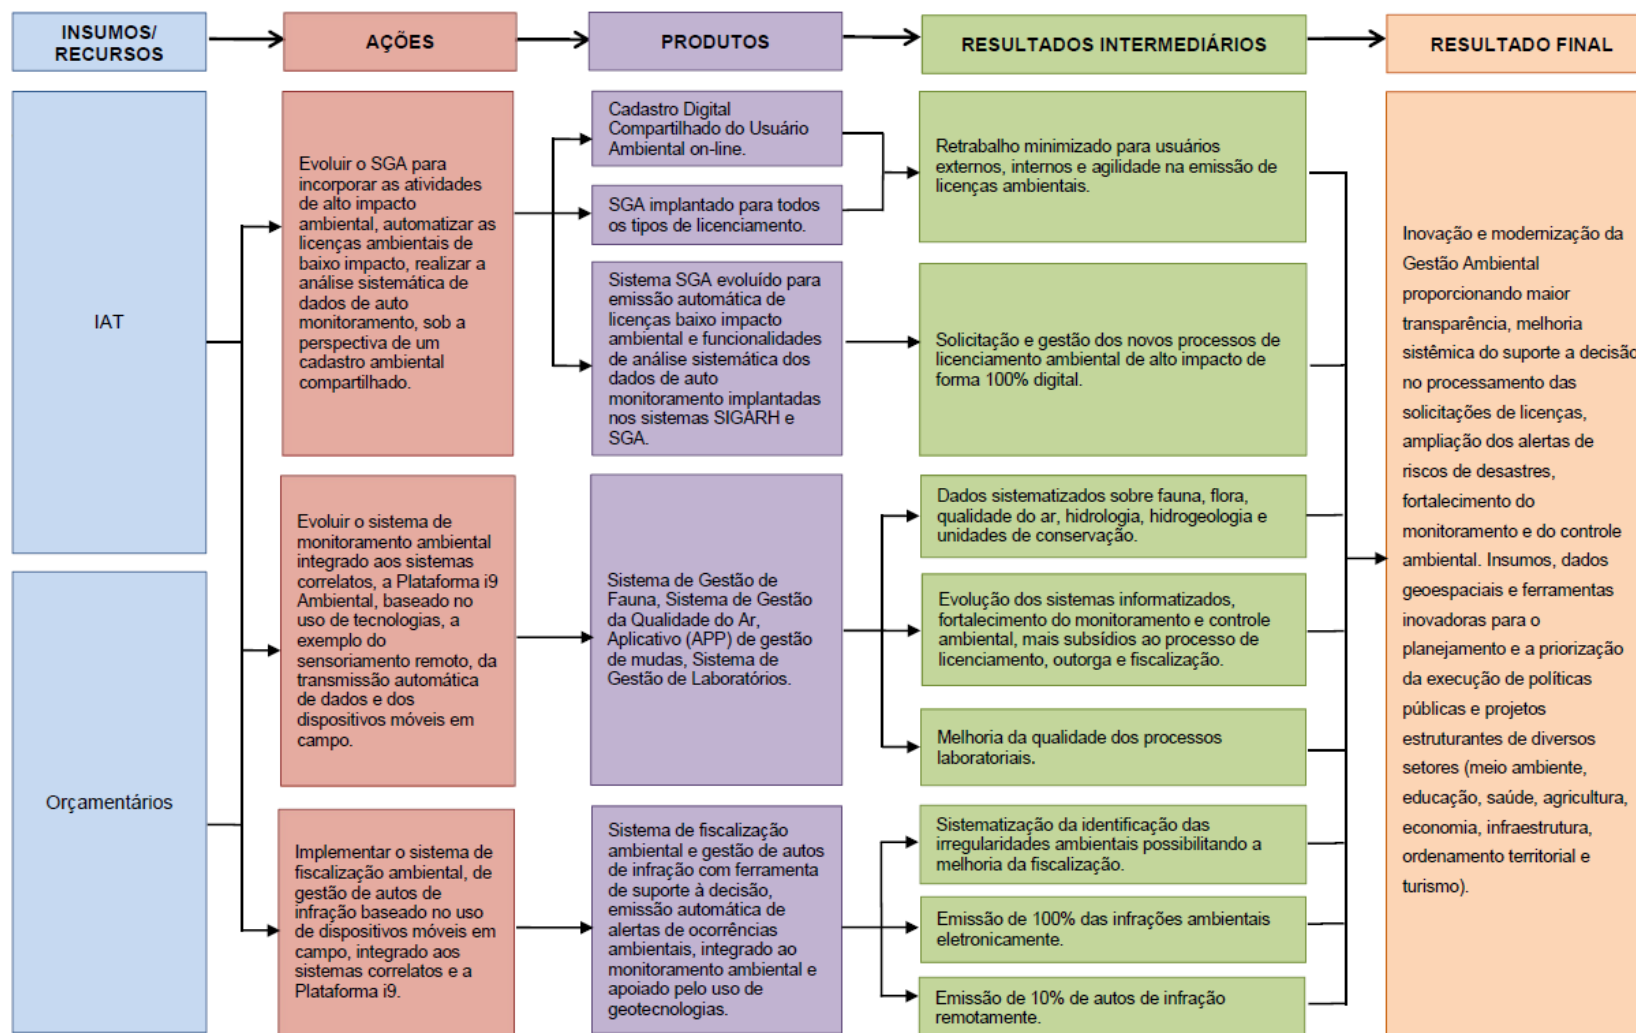 INSUMOS/
RECURSOS
AÇÕES
PRODUTOS
RESULTADOS INTERMEDIÁRIOS
RESULTADO FINAL
IAT
Orçamentários
Evoluir o SGA para
incorporar as atividades
de alto impacto
ambiental, automatizar as
licenças ambientais de
baixo impacto, realizar a
análise sistemática de
dados de auto
monitoramento, sob a
perspectiva de um
cadastro ambiental
compartilhado.
Evoluir o sistema de
monitoramento ambiental
integrado aos sistemas
correlatos, a Plataforma i9
Ambiental, baseado no
uso de tecnologias, a
exemplo do
sensoriamento remoto, da
transmissão automática
de dados e dos
dispositivos móveis em
campo.
Implementar o sistema de
fiscalização ambiental, de
gestão de autos de
infração baseado no uso
de dispositivos móveis em
campo, integrado aos
sistemas correlatos e a
Plataforma i9.
Cadastro Digital
Compartilhado do Usuário
Ambiental on-line.
SGA implantado para todos
os tipos de licenciamento.
Sistema SGA evoluído para
emissão automática de
licenças baixo impacto
ambiental e funcionalidades
de análise sistemática dos
dados de auto
monitoramento implantadas
nos sistemas SIGARH e
SGA.
Sistema de Gestão de
Fauna, Sistema de Gestão
da Qualidade do Ar,
Aplicativo (APP) de gestão
de mudas, Sistema de
Gestão de Laboratórios.
Sistema de fiscalização
ambiental e gestão de autos
de infração com ferramenta
de suporte à decisão,
emissão automática de
alertas de ocorrências
ambientais, integrado ao
monitoramento ambiental e
apoiado pelo uso de
geotecnologias.
Retrabalho minimizado para usuários
externos, internos e agilidade na emissão de
licenças ambientais.
Solicitação e gestão dos novos processos de
licenciamento ambiental de alto impacto de
forma 100% digital.
Dados sistematizados sobre fauna, flora,
qualidade do ar, hidrologia, hidrogeologia e
unidades de conservação.
Evolução dos sistemas informatizados,
fortalecimento do monitoramento e controle
ambiental, mais subsídios ao processo de
licenciamento, outorga e fiscalização.
Melhoria da qualidade dos processos
laboratoriais.
Sistematização da identificação das
irregularidades ambientais possibilitando a
melhoria da fiscalização.
Emissão de 100% das infrações ambientais
eletronicamente.
Emissão de 10% de autos de infração
remotamente.
Inovação e modernização da
Gestão Ambiental
proporcionando maior
transparência, melhoria
sistêmica do suporte a decisão
no processamento das
solicitações de licenças,
ampliação dos alertas de
riscos de desastres,
fortalecimento do
monitoramento e do controle
ambiental. Insumos, dados
geoespaciais e ferramentas
inovadoras para o
planejamento e a priorização
da execução de políticas
públicas e projetos
estruturantes de diversos
setores (meio ambiente,
educação, saúde, agricultura,
economia, infraestrutura,
ordenamento territorial e
turismo).